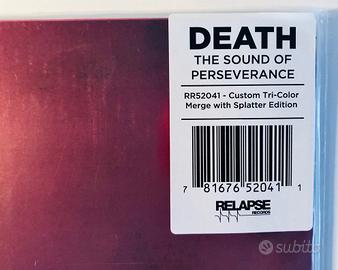 DEATH
THE SOUND OF
PERSEVERANCE
RR52041 - Custom Tri-Color
Merge with Splatter Edition
7 81676 52041 1
RELAPSE
RECORDS
subito